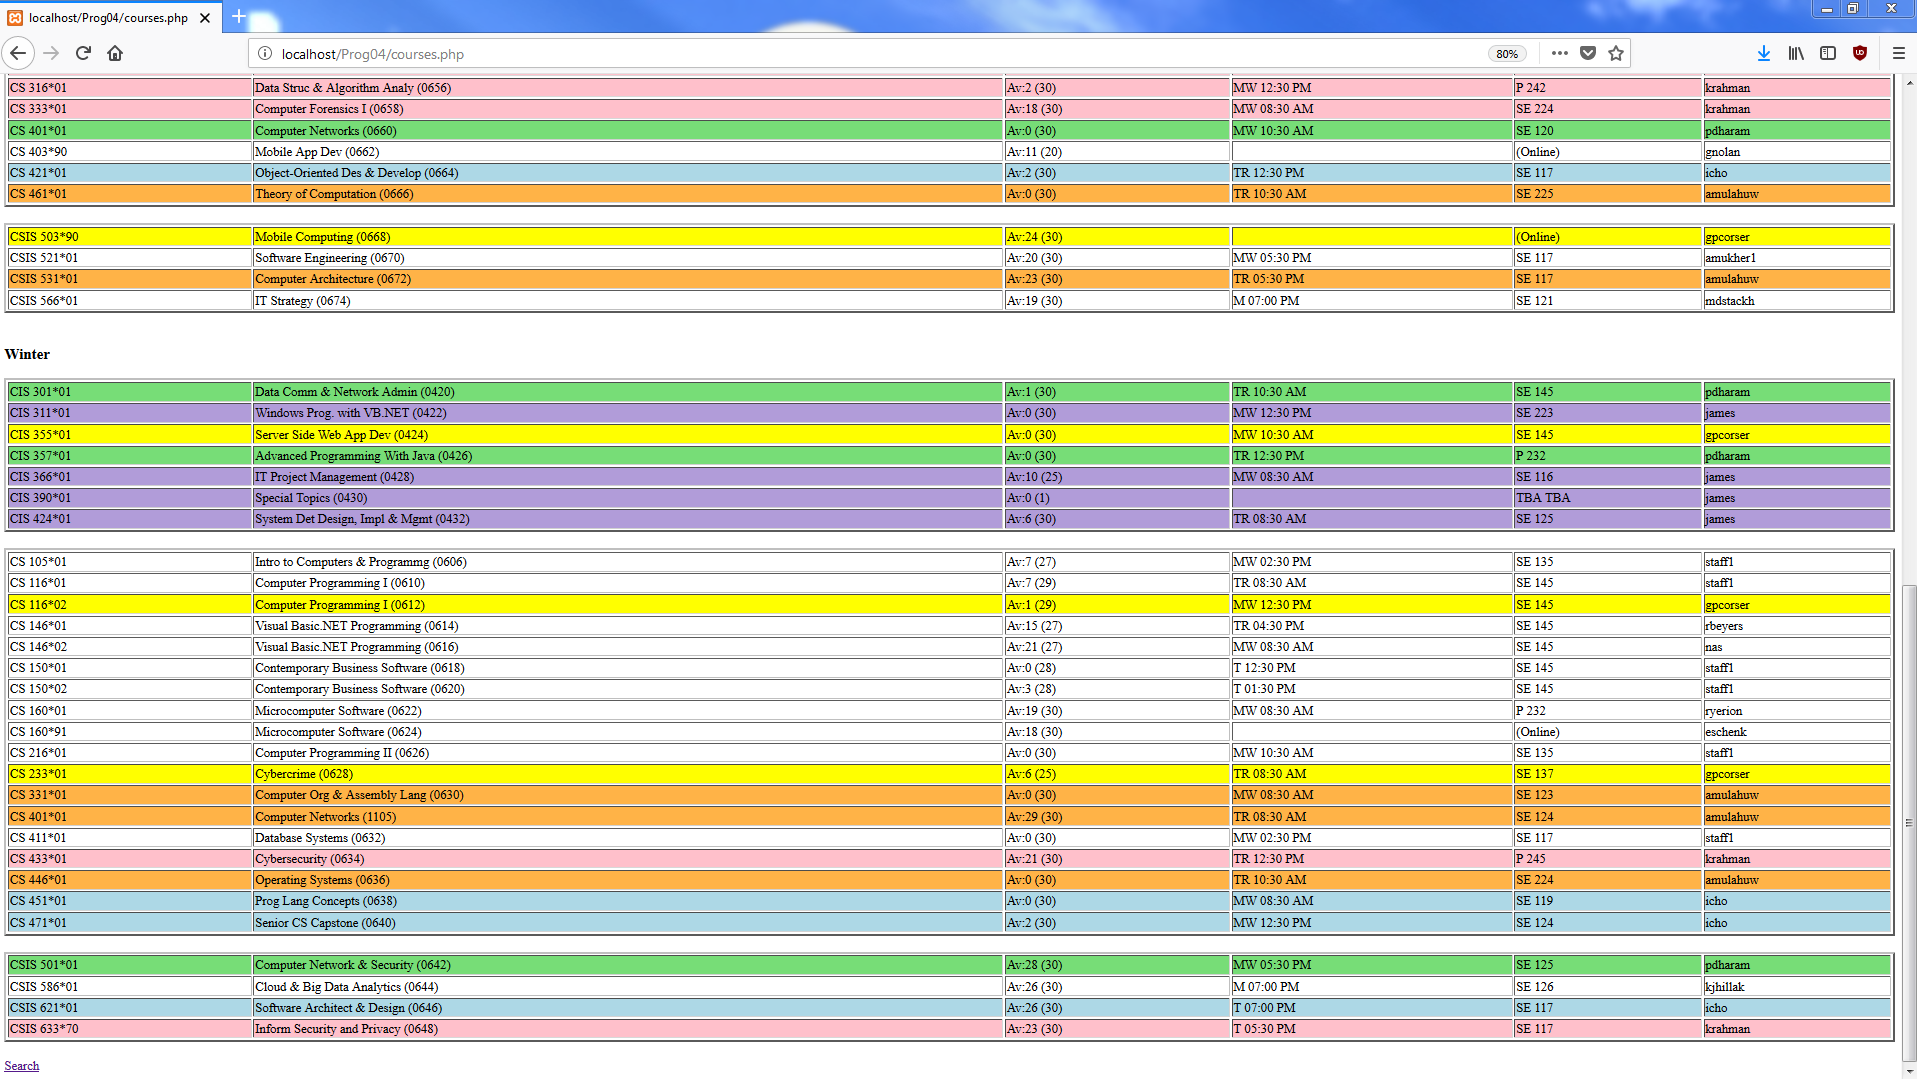 localhost/Prog04/courses.php
localhost/Prog04/courses.php 80%
CS 316*01 Data Struc & Algorithm Analy (0656) Av:2 (30) MW 12:30 PM P 242 krahman
CS 333*01 Computer Forensics I (0658) Av:18 (30) MW 08:30 AM SE 224 krahman
CS 401*01 Computer Networks (0660) Av:0 (30) MW 10:30 AM SE 120 pdharam
CS 403*90 Mobile App Dev (0662) Av:11 (20) (Online) gnolan
CS 421*01 Object-Oriented Des & Develop (0664) Av:2 (30) TR 12:30 PM SE 117 icho
CS 461*01 Theory of Computation (0666) Av:0 (30) TR 10:30 AM SE 225 amulahuw
CSIS 503*90 Mobile Computing (0668) Av:24 (30) (Online) gpcorser
CSIS 521*01 Software Engineering (0670) Av:20 (30) MW 05:30 PM SE 117 amukher1
CSIS 531*01 Computer Architecture (0672) Av:23 (30) TR 05:30 PM SE 117 amulahuw
CSIS 566*01 IT Strategy (0674) Av:19 (30) M 07:00 PM SE 121 mdstackh
Winter
CIS 301*01 Data Comm & Network Admin (0420) Av:1 (30) TR 10:30 AM SE 145 pdharam
CIS 311*01 Windows Prog. with VB.NET (0422) Av:0 (30) MW 12:30 PM SE 223 james
CIS 355*01 Server Side Web App Dev (0424) Av:0 (30) MW 10:30 AM SE 145 gpcorser
CIS 357*01 Advanced Programming With Java (0426) Av:0 (30) TR 12:30 PM P 232 pdharam
CIS 366*01 IT Project Management (0428) Av:10 (25) MW 08:30 AM SE 116 james
CIS 390*01 Special Topics (0430) Av:0 (1) TBA TBA james
CIS 424*01 System Det Design, Impl & Mgmt (0432) Av:6 (30) TR 08:30 AM SE 125 james
CS 105*01 Intro to Computers & Programmg (0606) Av:7 (27) MW 02:30 PM SE 135 staff1
CS 116*01 Computer Programming I (0610) Av:7 (29) TR 08:30 AM SE 145 staff1
CS 116*02 Computer Programming I (0612) Av:1 (29) MW 12:30 PM SE 145 gpcorser
CS 146*01 Visual Basic.NET Programming (0614) Av:15 (27) TR 04:30 PM SE 145 rbeyers
CS 146*02 Visual Basic.NET Programming (0616) Av:21 (27) MW 08:30 AM SE 145 nas
CS 150*01 Contemporary Business Software (0618) Av:0 (28) T 12:30 PM SE 145 staff1
CS 150*02 Contemporary Business Software (0620) Av:3 (28) T 01:30 PM SE 145 staff1
CS 160*01 Microcomputer Software (0622) Av:19 (30) MW 08:30 AM P 232 ryerion
CS 160*91 Microcomputer Software (0624) Av:18 (30) (Online) eschenk
CS 216*01 Computer Programming II (0626) Av:0 (30) MW 10:30 AM SE 135 staff1
CS 233*01 Cybercrime (0628) Av:6 (25) TR 08:30 AM SE 137 gpcorser
CS 331*01 Computer Org & Assembly Lang (0630) Av:0 (30) MW 08:30 AM SE 123 amulahuw
CS 401*01 Computer Networks (1105) Av:29 (30) TR 08:30 AM SE 124 amulahuw
CS 411*01 Database Systems (0632) Av:0 (30) MW 02:30 PM SE 117 staff1
CS 433*01 Cybersecurity (0634) Av:21 (30) TR 12:30 PM P 245 krahman
CS 446*01 Operating Systems (0636) Av:0 (30) TR 10:30 AM SE 224 amulahuw
CS 451*01 Prog Lang Concepts (0638) Av:0 (30) MW 08:30 AM SE 119 icho
CS 471*01 Senior CS Capstone (0640) Av:2 (30) MW 12:30 PM SE 124 icho
CSIS 501*01 Computer Network & Security (0642) Av:28 (30) MW 05:30 PM SE 125 pdharam
CSIS 586*01 Cloud & Big Data Analytics (0644) Av:26 (30) M 07:00 PM SE 126 kjhillak
CSIS 621*01 Software Architect & Design (0646) Av:26 (30) T 07:00 PM SE 117 icho
CSIS 633*70 Inform Security and Privacy (0648) Av:23 (30) T 05:30 PM SE 117 krahman
Search